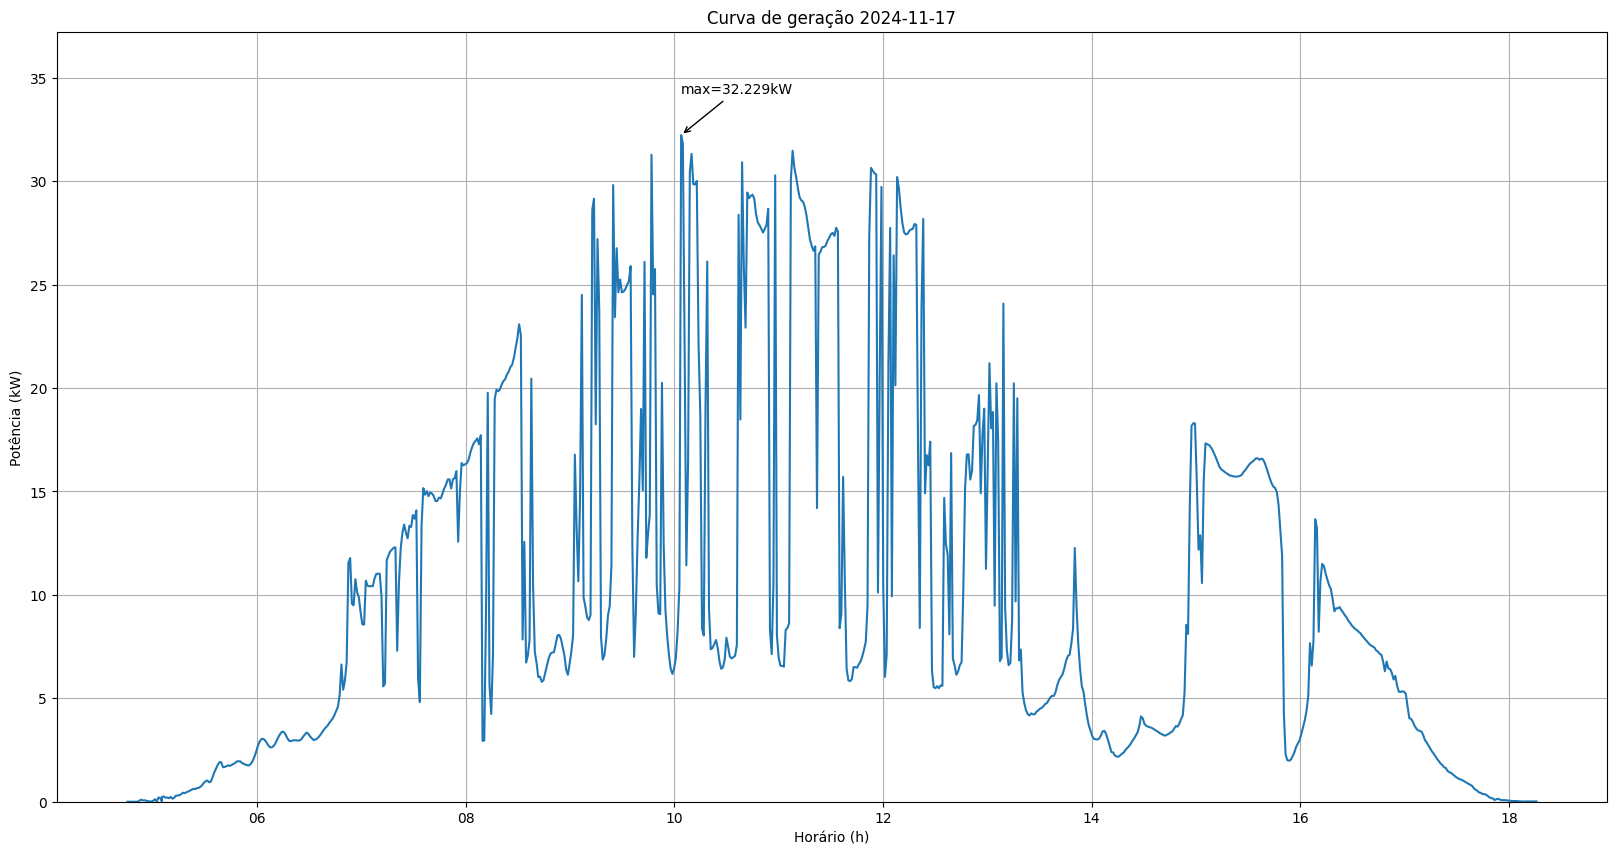 Curva de geração 2024-11-17
max=32.229kW
Potência (kW)
35
30
25
20
15
10
5
0
06 08 10 12 14 16 18
Horário (h)